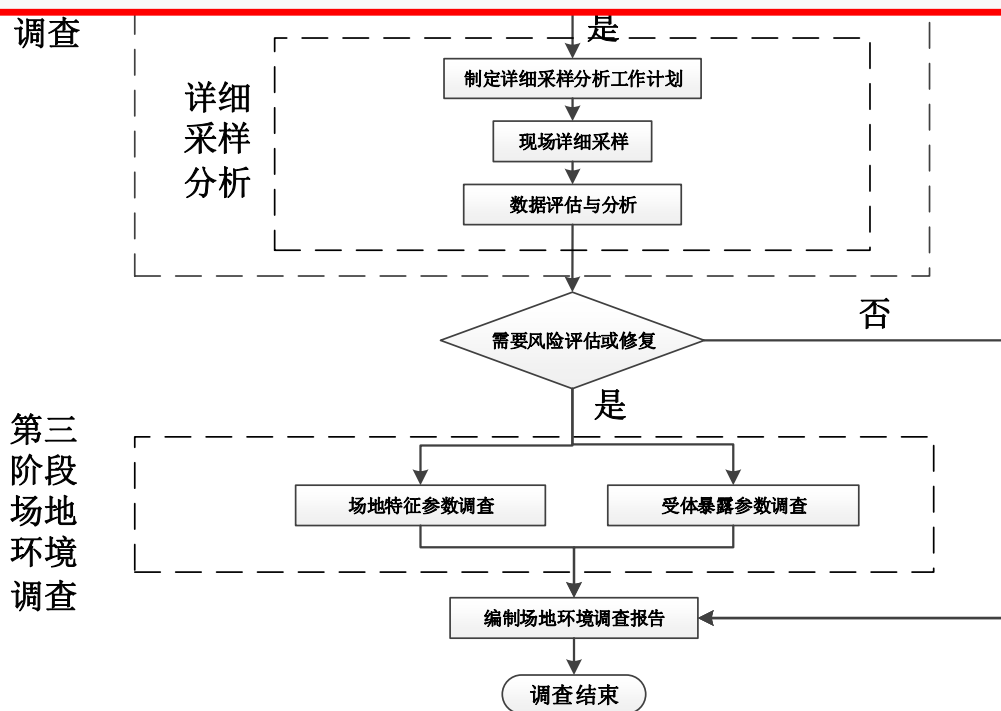 调查
是
制定详细采样分析工作计划
详细
采样
分析
现场详细采样
数据评估与分析
需要风险评估或修复
否
是
第三
阶段
场地
环境
调查
场地特征参数调查
受体暴露参数调查
编制场地环境调查报告
调查结束